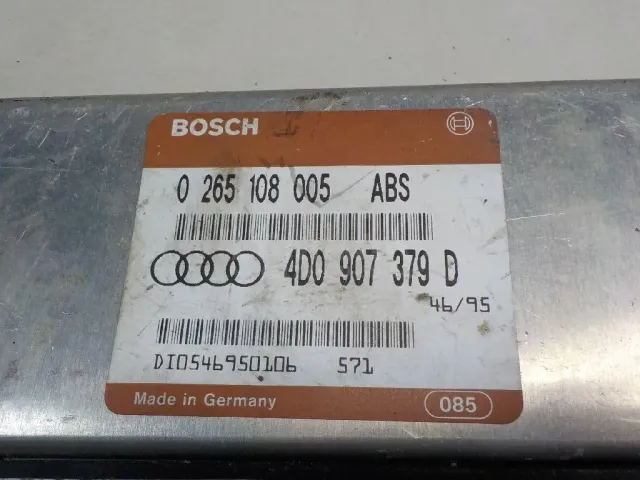 BOSCH
0 265 108 005 ABS
4D0 907 379 D
46/95
DI0546950106 571
Made in Germany 085